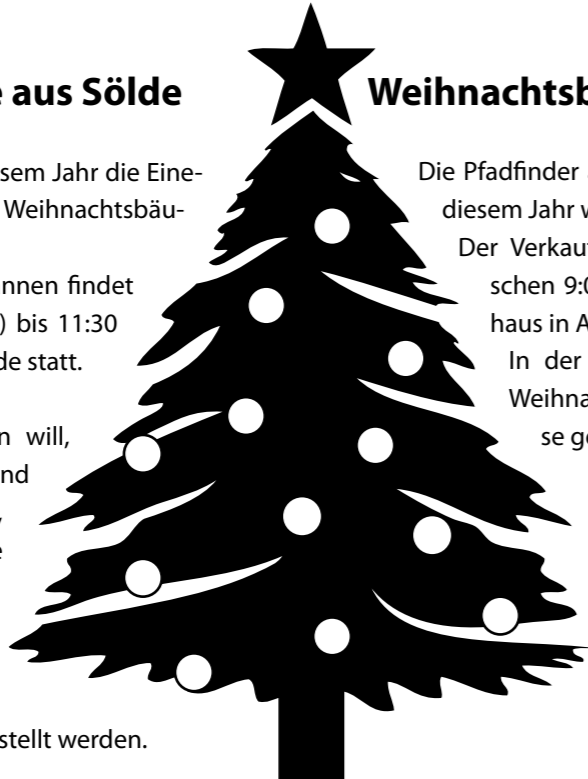 aus Sölde
sem Jahr die Eine-
Weihnachtsbäu-
innen findet
) bis 11:30
de statt.
n will,
nd
stellt werden.
Weihnachtsb
Die Pfadfinder
diesem Jahr w
Der Verkauf
schen 9:0
haus in A
In der
Weihna
se ge